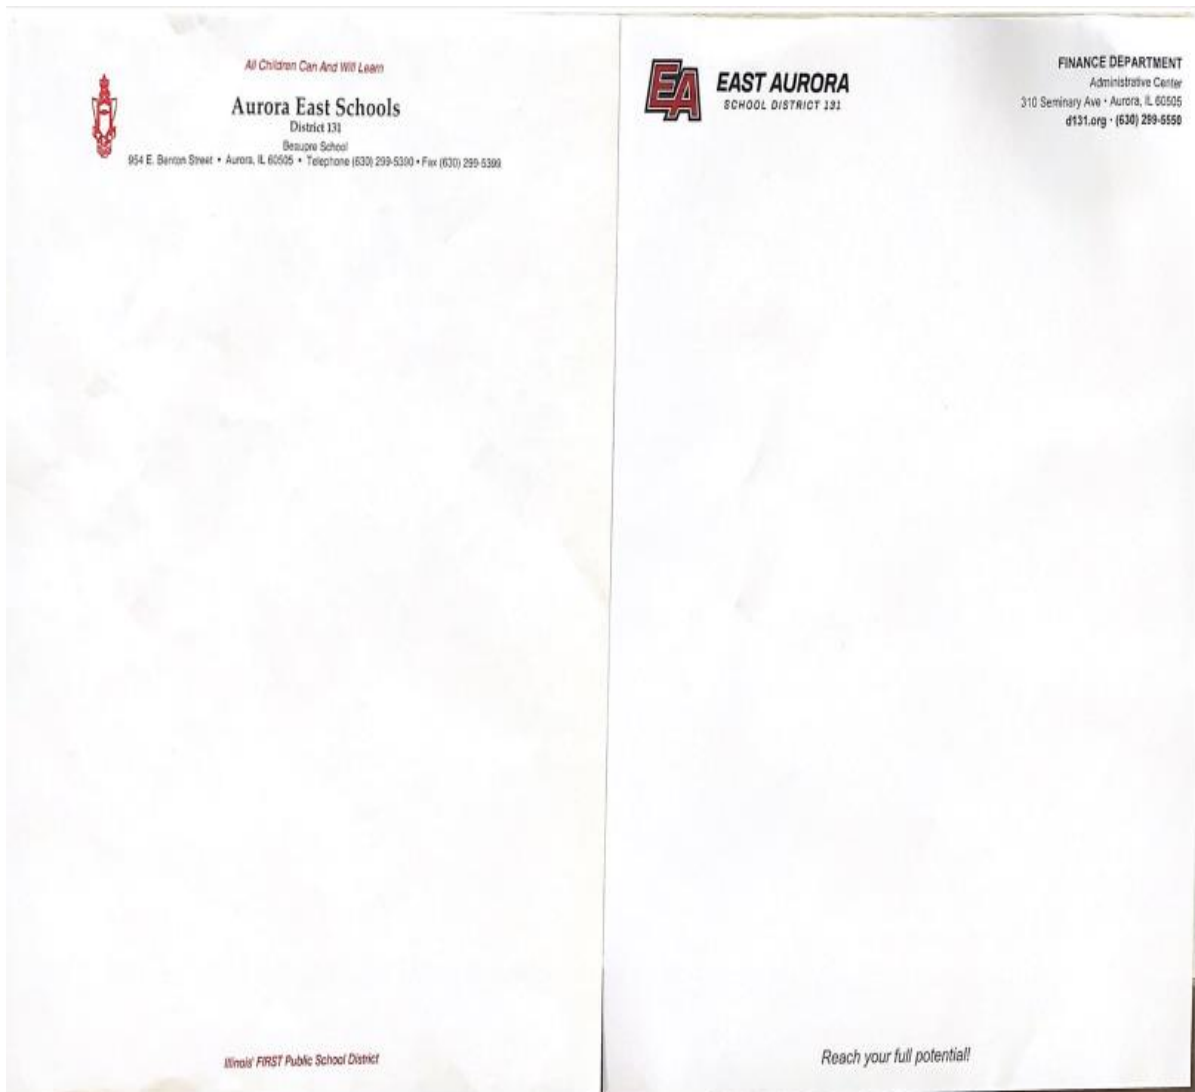 All Children Can And Will Learn
Aurora East Schools
District 131
Beaupre School
954 E. Benton Street • Aurora, IL 60505 • Telephone (630) 299-5390 • Fax (630) 299-5399
Illinois' FIRST Public School District
EA
EAST AURORA
SCHOOL DISTRICT 131
FINANCE DEPARTMENT
Administrative Center
310 Seminary Ave • Aurora, IL 60505
d131.org • (630) 299-5550
Reach your full potential!